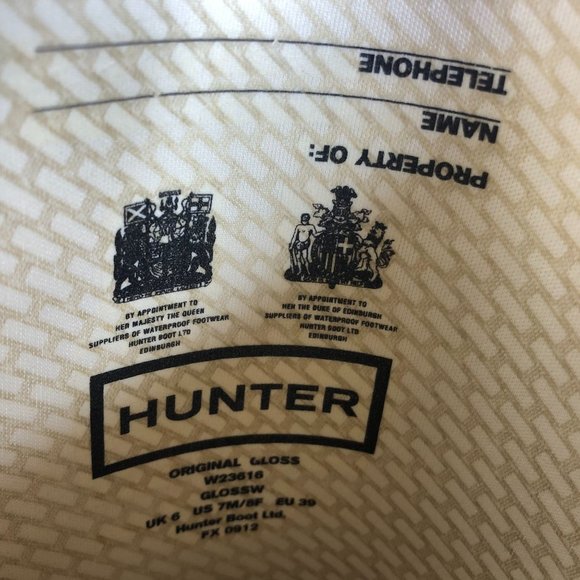 TELEPHONE
NAME
PROPERTY OF:
BY APPOINTMENT TO
HER MAJESTY THE QUEEN
SUPPLIERS OF WATERPROOF FOOTWEAR
HUNTER BOOT LTD
EDINBURGH
BY APPOINTMENT TO
HER THE DUKE OF EDINBURGH
SUPPLIERS OF WATERPROOF FOOTWEAR
HUNTER BOOT LTD
EDINBURGH
HUNTER
ORIGINAL GLOSS
W23616
GLOSSW
UK 6 US 7M/8F EU 39
Hunter Boot Ltd.
PX 0912